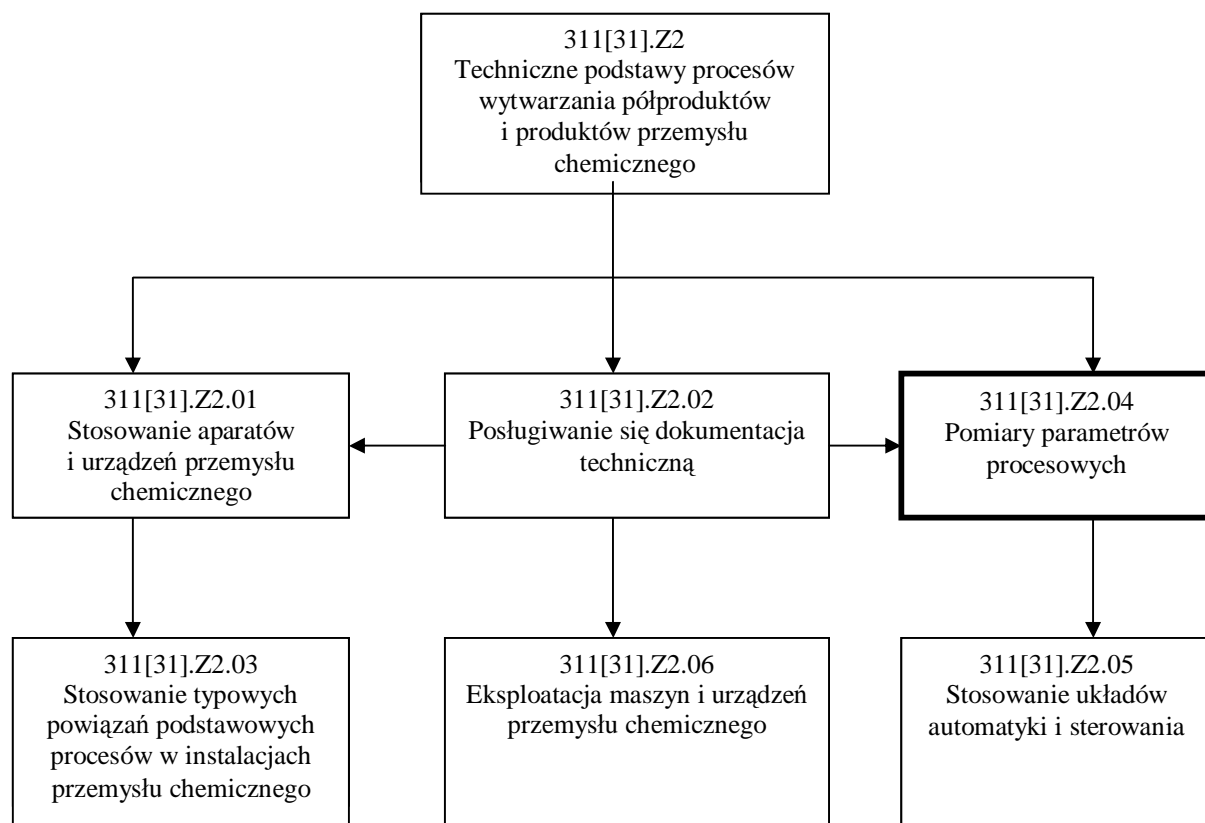 311[31].Z2
Techniczne podstawy procesów
wytwarzania półproduktów
i produktów przemysłu
chemicznego
311[31].Z2.01
Stosowanie aparatów
i urządzeń przemysłu
chemicznego
311[31].Z2.02
Posługiwanie się dokumentacja
techniczną
311[31].Z2.04
Pomiary parametrów
procesowych
311[31].Z2.03
Stosowanie typowych
powiązań podstawowych
procesów w instalacjach
przemysłu chemicznego
311[31].Z2.06
Eksploatacja maszyn i urządzeń
przemysłu chemicznego
311[31].Z2.05
Stosowanie układów
automatyki i sterowania